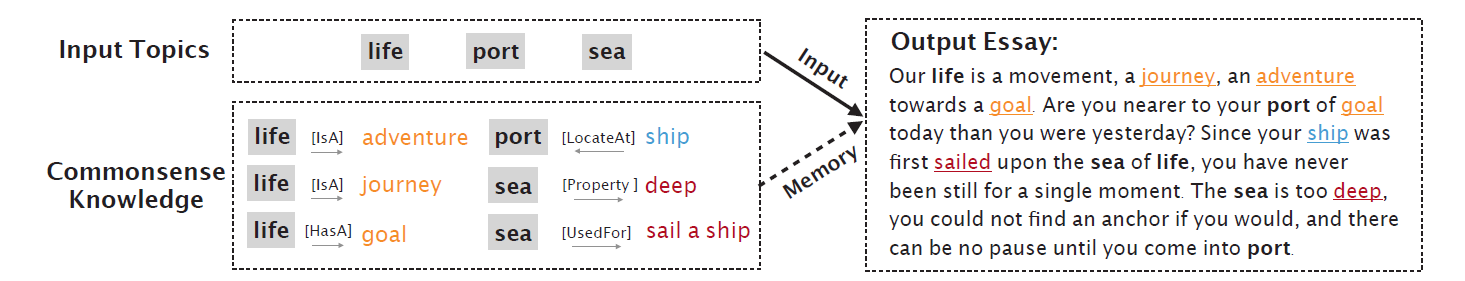 Input Topics
life port sea
Commonsense
Knowledge
life [IsA] adventure port [LocateAt] ship
life [IsA] journey sea [Property ] deep
life [HasA] goal sea [UsedFor] sail a ship
Input
Memory
Output Essay:
Our life is a movement, a journey, an adventure
towards a goal. Are you nearer to your port of goal
today than you were yesterday? Since your ship was
first sailed upon the sea of life, you have never
been still for a single moment. The sea is too deep,
you could not find an anchor if you would, and there
can be no pause until you come into port.